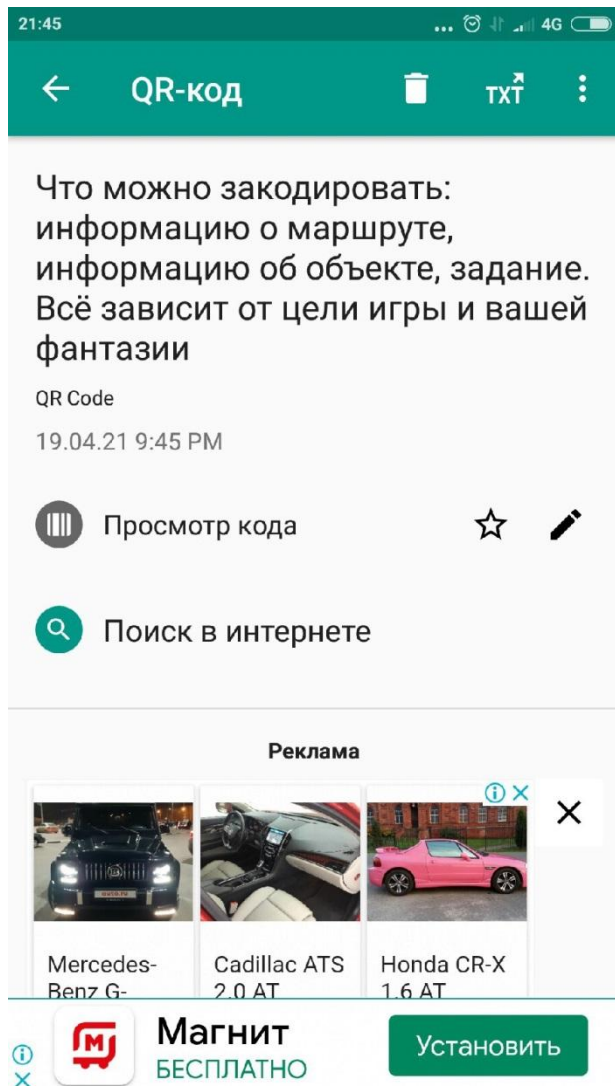 21:45
... 4G
QR-код
TXT
Что можно закодировать:
информацию о маршруте,
информацию об объекте, задание.
Всё зависит от цели игры и вашей
фантазии
QR Code
19.04.21 9:45 PM
Просмотр кода
Поиск в интернете
Реклама
auto.ru
Mercedes-
Benz G-
Cadillac ATS
2.0 AT
Honda CR-X
1.6 AT
М
Магнит
БЕСПЛАТНО
Установить